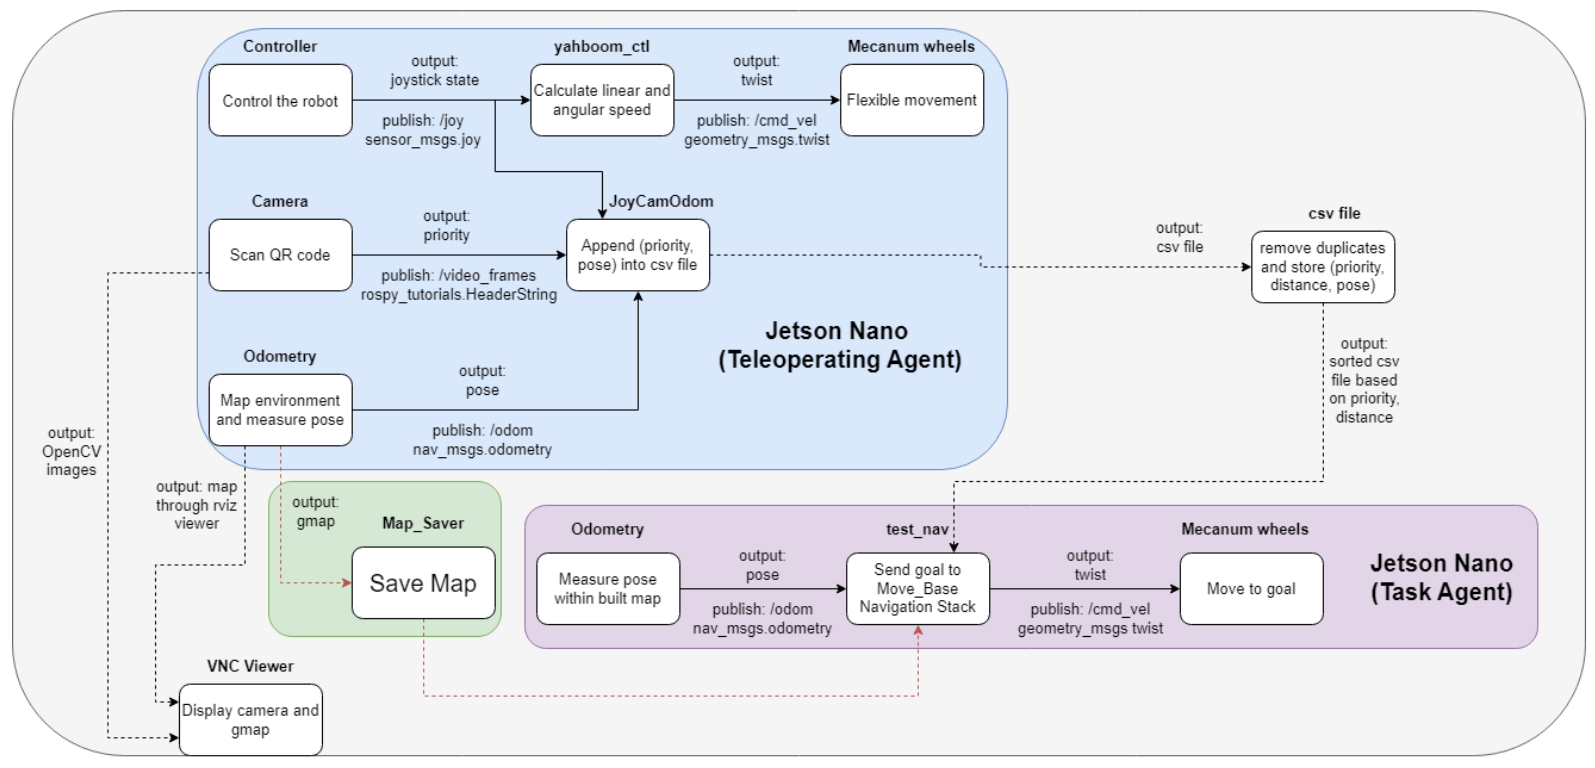 Controller
Control the robot
output:
joystick state
publish: /joy
sensor_msgs.joy
yahboom_ctl
Calculate linear and
angular speed
output:
twist
publish: /cmd_vel
geometry_msgs.twist
Mecanum wheels
Flexible movement
Camera
Scan QR code
output:
priority
publish: /video_frames
rospy_tutorials.HeaderString
JoyCamOdom
Append (priority,
pose) into csv file
output:
csv file
csv file
remove duplicates
and store (priority,
distance, pose)
Jetson Nano
(Teleoperating Agent)
Odometry
Map environment
and measure pose
output:
pose
publish: /odom
nav_msgs.odometry
output:
sorted csv
file based
on priority,
distance
output:
OpenCV
images
output: map
through rviz
viewer
output:
gmap
Map_Saver
Save Map
Odometry
Measure pose
within built map
output:
pose
publish: /odom
nav_msgs.odometry
test_nav
Send goal to
Move_Base
Navigation Stack
output:
twist
publish: /cmd_vel
geometry_msgs twist
Mecanum wheels
Move to goal
Jetson Nano
(Task Agent)
VNC Viewer
Display camera and
gmap